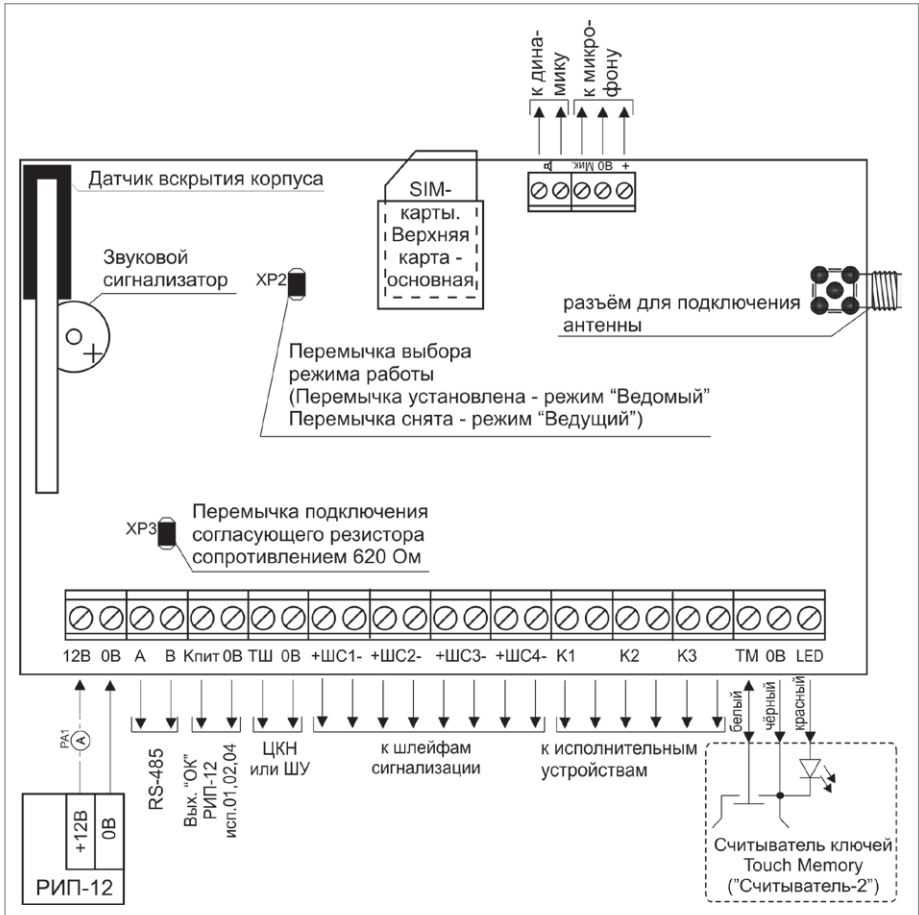 к дина-
мику
к микро-
фону
Мик. 0В +
Датчик вскрытия корпуса
SIM-
карты.
Верхняя
карта -
основная
Звуковой
сигнализатор
+
XP2
разъём для подключения
антенны
Перемычка выбора
режима работы
(Перемычка установлена - режим “Ведомый”
Перемычка снята - режим “Ведущий”)
XP3
Перемычка подключения
согласующего резистора
сопротивлением 620 Ом
12В 0В A B Кпит 0В ТШ 0В +ШС1- +ШС2- +ШС3- +ШС4- К1 К2 К3 ТМ 0В LED
белый
чёрный
красный
РА1
A
RS-485
Вых. “ОК”
РИП-12
исп.01,02,04
ЦКН
или ШУ
к шлейфам
сигнализации
к исполнительным
устройствам
+12В
0В
РИП-12
Считыватель ключей
Touch Memory
("Считыватель-2")